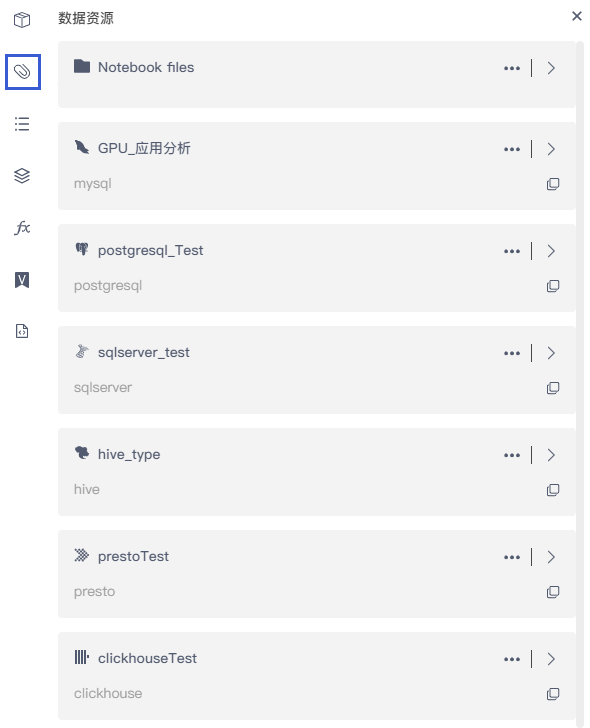 数据资源
Notebook files
GPU_应用分析
mysql
postgresql_Test
postgresql
sqlserver_test
sqlserver
hive_type
hive
prestoTest
presto
clickhouseTest
clickhouse